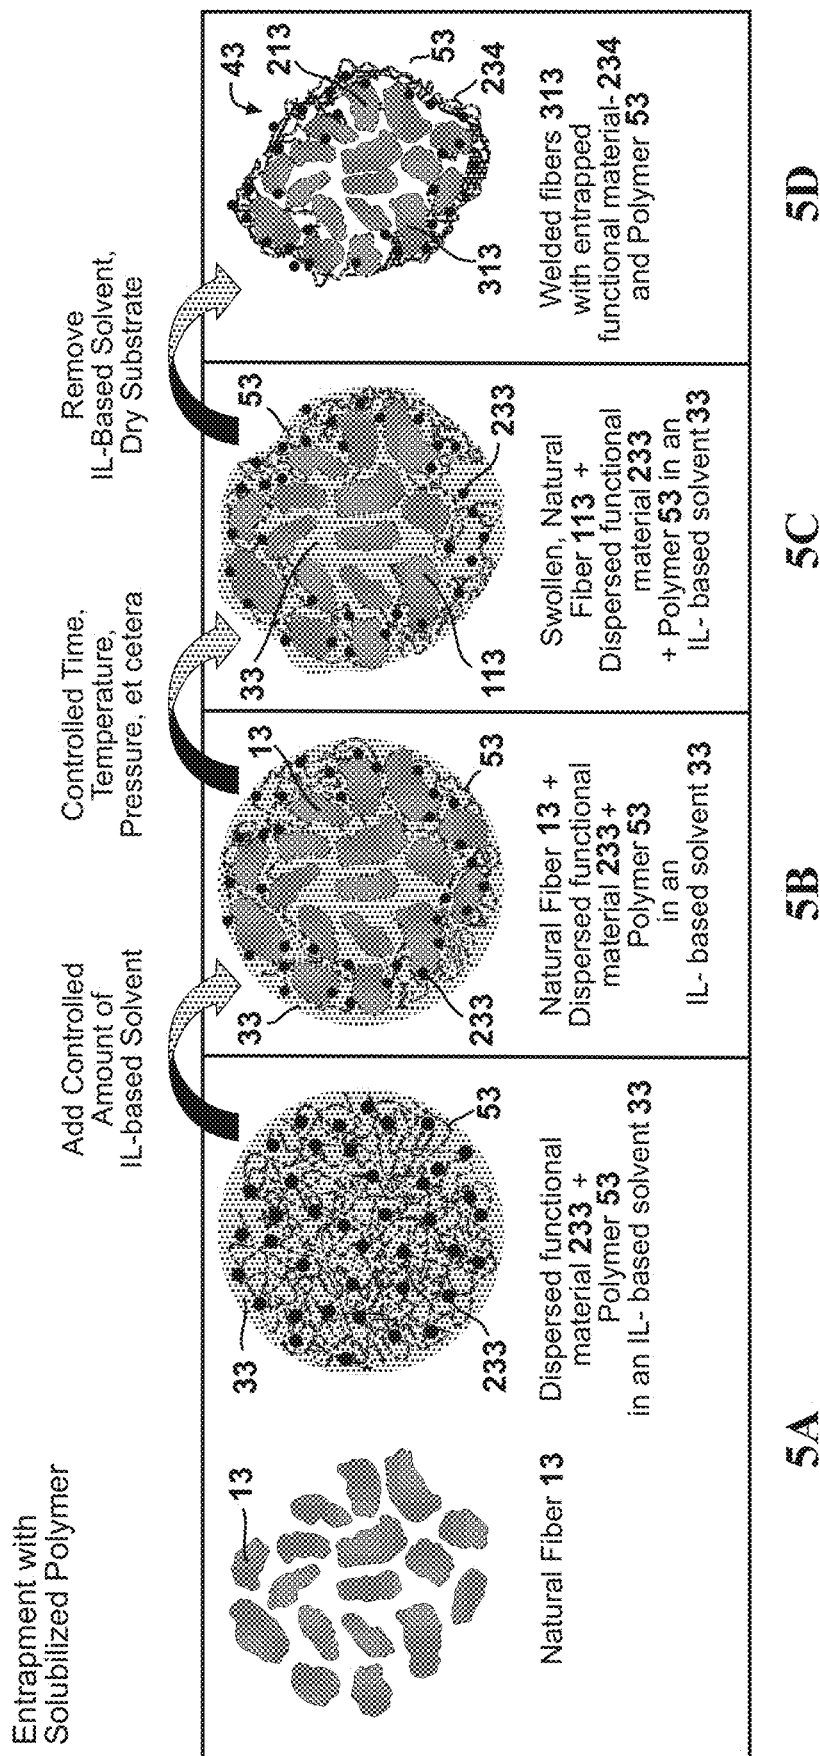 Entrapment with
Solubilized Polymer
Add Controlled
Amount of
IL-based Solvent
Controlled Time,
Temperature,
Pressure, et cetera
Remove
IL-Based Solvent,
Dry Substrate
13
Natural Fiber 13
33
53
233
Dispersed functional
material 233 +
Polymer 53
in an IL- based solvent 33
33
13
233
53
Natural Fiber 13 +
Dispersed functional
material 233 +
Polymer 53
in an
IL- based solvent 33
33
53
113
233
Swollen, Natural
Fiber 113 +
Dispersed functional
material 233
+ Polymer 53 in an
IL- based solvent 33
43
213
53
234
313
Welded fibers 313
with entrapped
functional material- 234
and Polymer 53
5A
5B
5C
5D